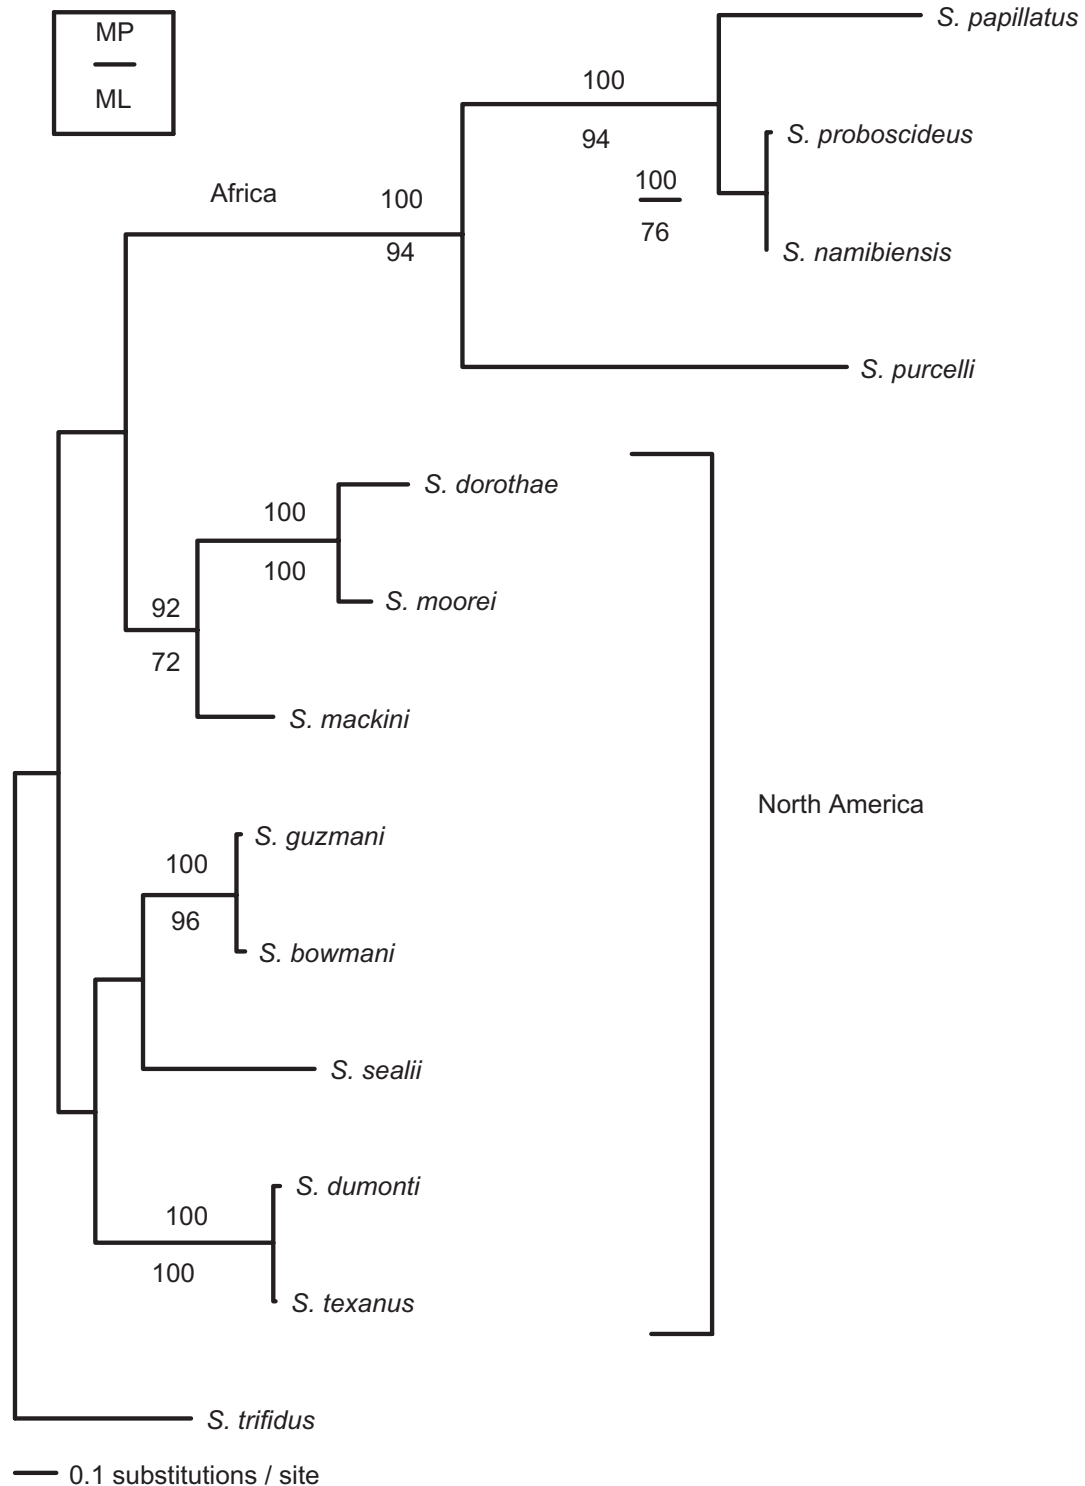 MP
ML
S. papillatus
100
94
S. proboscideus
100
76
Africa
100
94
S. namibiensis
S. purcelli
S. dorothae
100
100
S. moorei
92
72
S. mackini
North America
S. guzmani
100
96
S. bowmani
S. sealii
S. dumonti
100
100
S. texanus
S. trifidus
0.1 substitutions / site